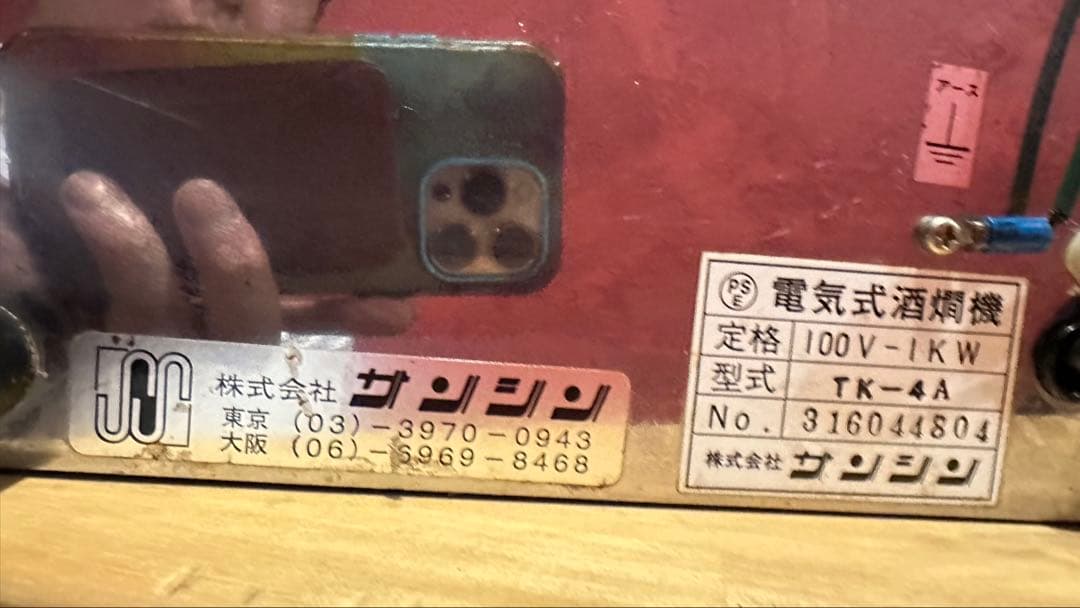 アース
PS
E
電気式酒燗機
定格 100V-1KW
型式 TK-4A
No. 316044804
株式会社 サンシン
株式会社 サンシン
東京 (03)-3970-0943
大阪 (06)-6969-8468